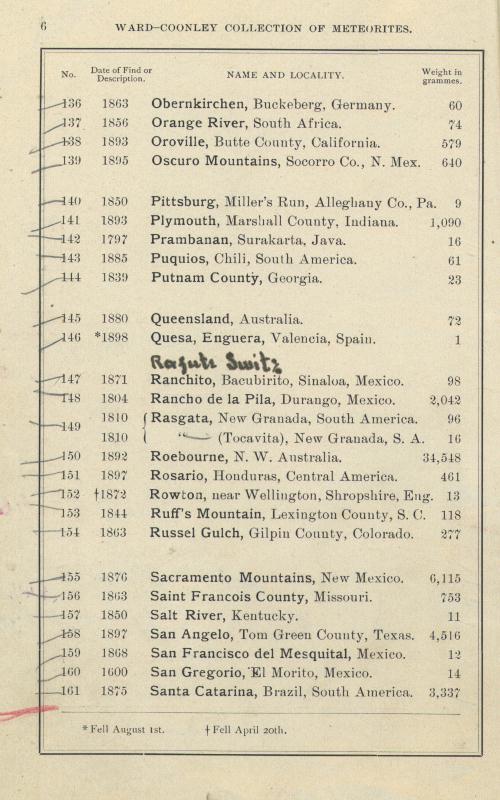 6 WARD–COONLEY COLLECTION OF METEORITES.
No. Date of Find or Description. NAME AND LOCALITY. Weight in grammes.
136 1863 Obernkirchen, Buckeberg, Germany. 60
137 1856 Orange River, South Africa. 74
138 1893 Oroville, Butte County, California. 579
139 1895 Oscuro Mountains, Socorro Co., N. Mex. 640
140 1850 Pittsburg, Miller's Run, Alleghany Co., Pa. 9
141 1893 Plymouth, Marshall County, Indiana. 1,090
142 1797 Prambanan, Surakarta, Java. 16
143 1885 Puquios, Chili, South America. 61
144 1839 Putnam County, Georgia. 23
145 1880 Queensland, Australia. 72
146 *1898 Quesa, Enguera, Valencia, Spain. 1
147 1871 Ranchito, Bacubirito, Sinaloa, Mexico. 98
148 1804 Rancho de la Pila, Durango, Mexico. 2,042
149 1810 { Rasgata, New Granada, South America. 96
1810 { " (Tocavita), New Granada, S. A. 16
150 1892 Roebourne, N. W. Australia. 34,548
151 1897 Rosario, Honduras, Central America. 461
152 †1872 Rowton, near Wellington, Shropshire, Eng. 13
153 1844 Ruff's Mountain, Lexington County, S. C. 118
154 1863 Russel Gulch, Gilpin County, Colorado. 277
155 1876 Sacramento Mountains, New Mexico. 6,115
156 1863 Saint Francois County, Missouri. 753
157 1850 Salt River, Kentucky. 11
158 1897 San Angelo, Tom Green County, Texas. 4,516
159 1868 San Francisco del Mesquital, Mexico. 12
160 1600 San Gregorio, El Morito, Mexico. 14
161 1875 Santa Catarina, Brazil, South America. 3,337
* Fell August 1st. † Fell April 20th.